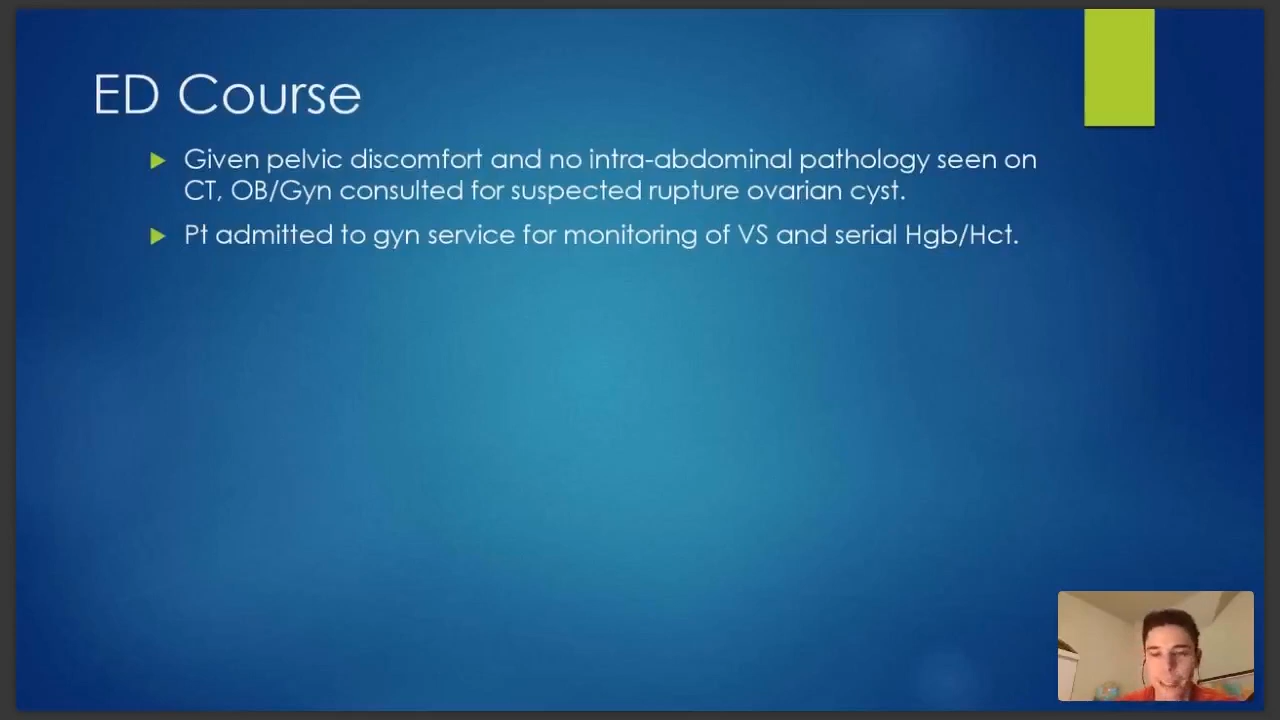 ED Course
Given pelvic discomfort and no intra-abdominal pathology seen on
CT, OB/Gyn consulted for suspected rupture ovarian cyst.
Pt admitted to gyn service for monitoring of VS and serial Hgb/Hct.